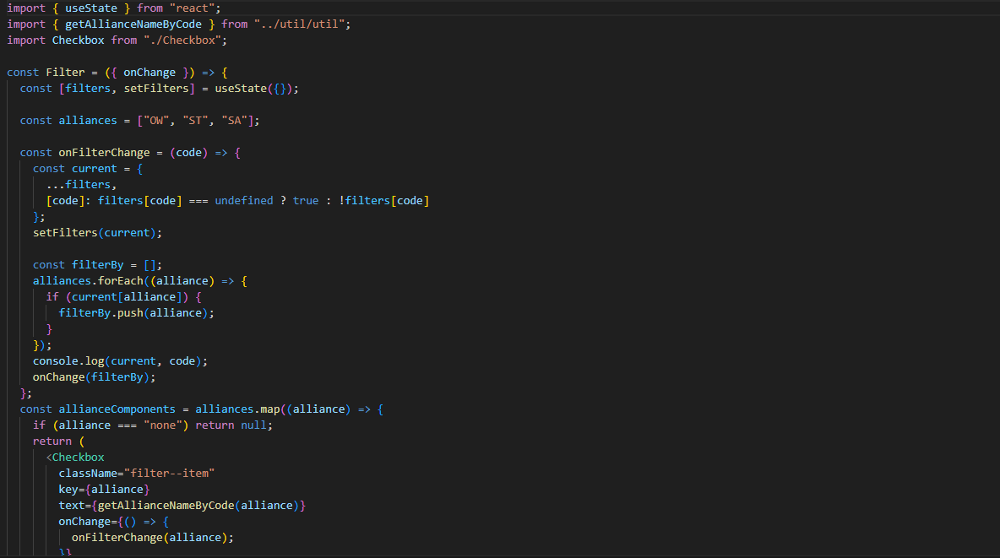 import { useState } from "react";
import { getAllianceNameByCode } from "../util/util";
import Checkbox from "./Checkbox";

const Filter = ({ onChange }) => {
  const [filters, setFilters] = useState({});

  const alliances = ["OW", "ST", "SA"];

  const onFilterChange = (code) => {
    const current = {
      ...filters,
      [code]: filters[code] === undefined ? true : !filters[code]
    };
    setFilters(current);

    const filterBy = [];
    alliances.forEach((alliance) => {
      if (current[alliance]) {
        filterBy.push(alliance);
      }
    });
    console.log(current, code);
    onChange(filterBy);
  };
  const allianceComponents = alliances.map((alliance) => {
    if (alliance === "none") return null;
    return (
      <Checkbox
        className="filter--item"
        key={alliance}
        text={getAllianceNameByCode(alliance)}
        onChange={() => {
          onFilterChange(alliance);
        }}